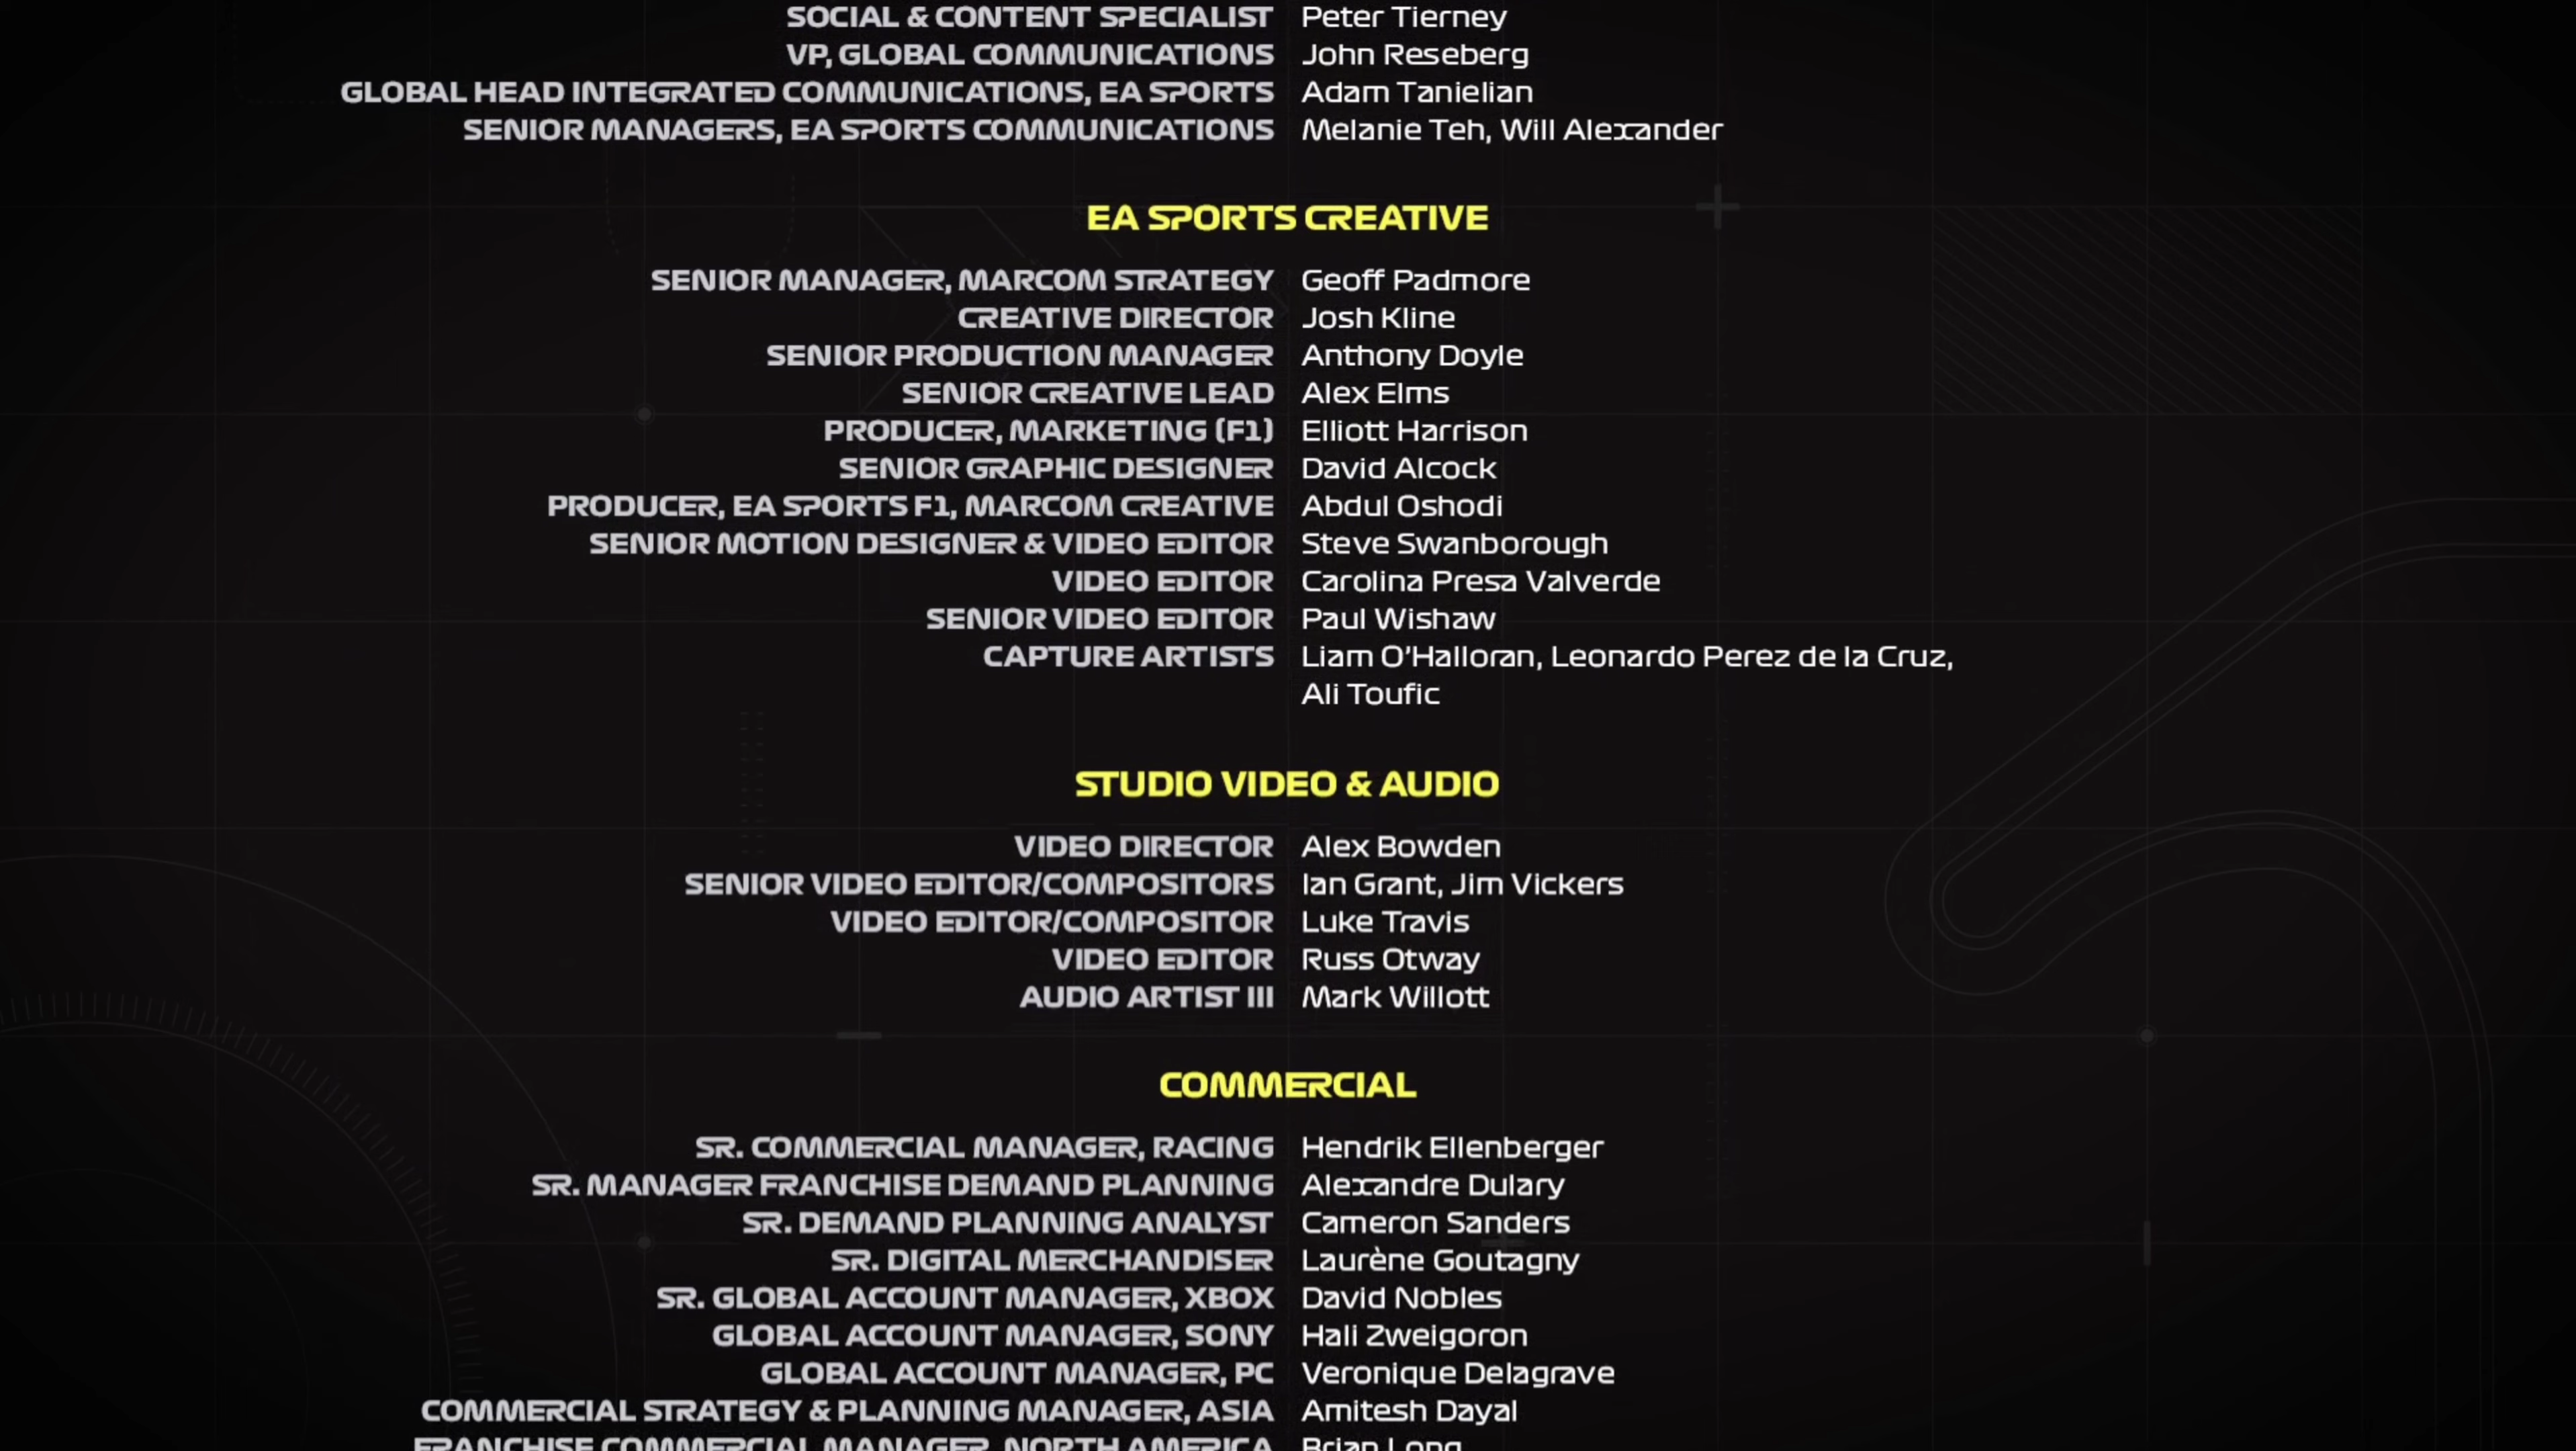 SOCIAL & CONTENT SPECIALIST Peter Tierney
VP, GLOBAL COMMUNICATIONS John Reseberg
GLOBAL HEAD INTEGRATED COMMUNICATIONS, EA SPORTS Adam Tanielian
SENIOR MANAGERS, EA SPORTS COMMUNICATIONS Melanie Teh, Will Alexander
EA SPORTS CREATIVE
SENIOR MANAGER, MARCOM STRATEGY Geoff Padmore
CREATIVE DIRECTOR Josh Kline
SENIOR PRODUCTION MANAGER Anthony Doyle
SENIOR CREATIVE LEAD Alex Elms
PRODUCER, MARKETING (F1) Elliott Harrison
SENIOR GRAPHIC DESIGNER David Alcock
PRODUCER, EA SPORTS F1, MARCOM CREATIVE Abdul Oshodi
SENIOR MOTION DESIGNER & VIDEO EDITOR Steve Swanborough
VIDEO EDITOR Carolina Presa Valverde
SENIOR VIDEO EDITOR Paul Wishaw
CAPTURE ARTISTS Liam O'Halloran, Leonardo Perez de la Cruz,
Ali Toufic
STUDIO VIDEO & AUDIO
VIDEO DIRECTOR Alex Bowden
SENIOR VIDEO EDITOR/COMPOSITORS Ian Grant, Jim Vickers
VIDEO EDITOR/COMPOSITOR Luke Travis
VIDEO EDITOR Russ Otway
AUDIO ARTIST III Mark Willott
COMMERCIAL
SR. COMMERCIAL MANAGER, RACING Hendrik Ellenberger
SR. MANAGER FRANCHISE DEMAND PLANNING Alexandre Dulary
SR. DEMAND PLANNING ANALYST Cameron Sanders
SR. DIGITAL MERCHANDISER Laurène Goutagny
SR. GLOBAL ACCOUNT MANAGER, XBOX David Nobles
GLOBAL ACCOUNT MANAGER, SONY Hali Zweigoron
GLOBAL ACCOUNT MANAGER, PC Veronique Delagrave
COMMERCIAL STRATEGY & PLANNING MANAGER, ASIA Amitesh Dayal
FRANCHISE COMMERCIAL MANAGER, NORTH AMERICA Brian Long